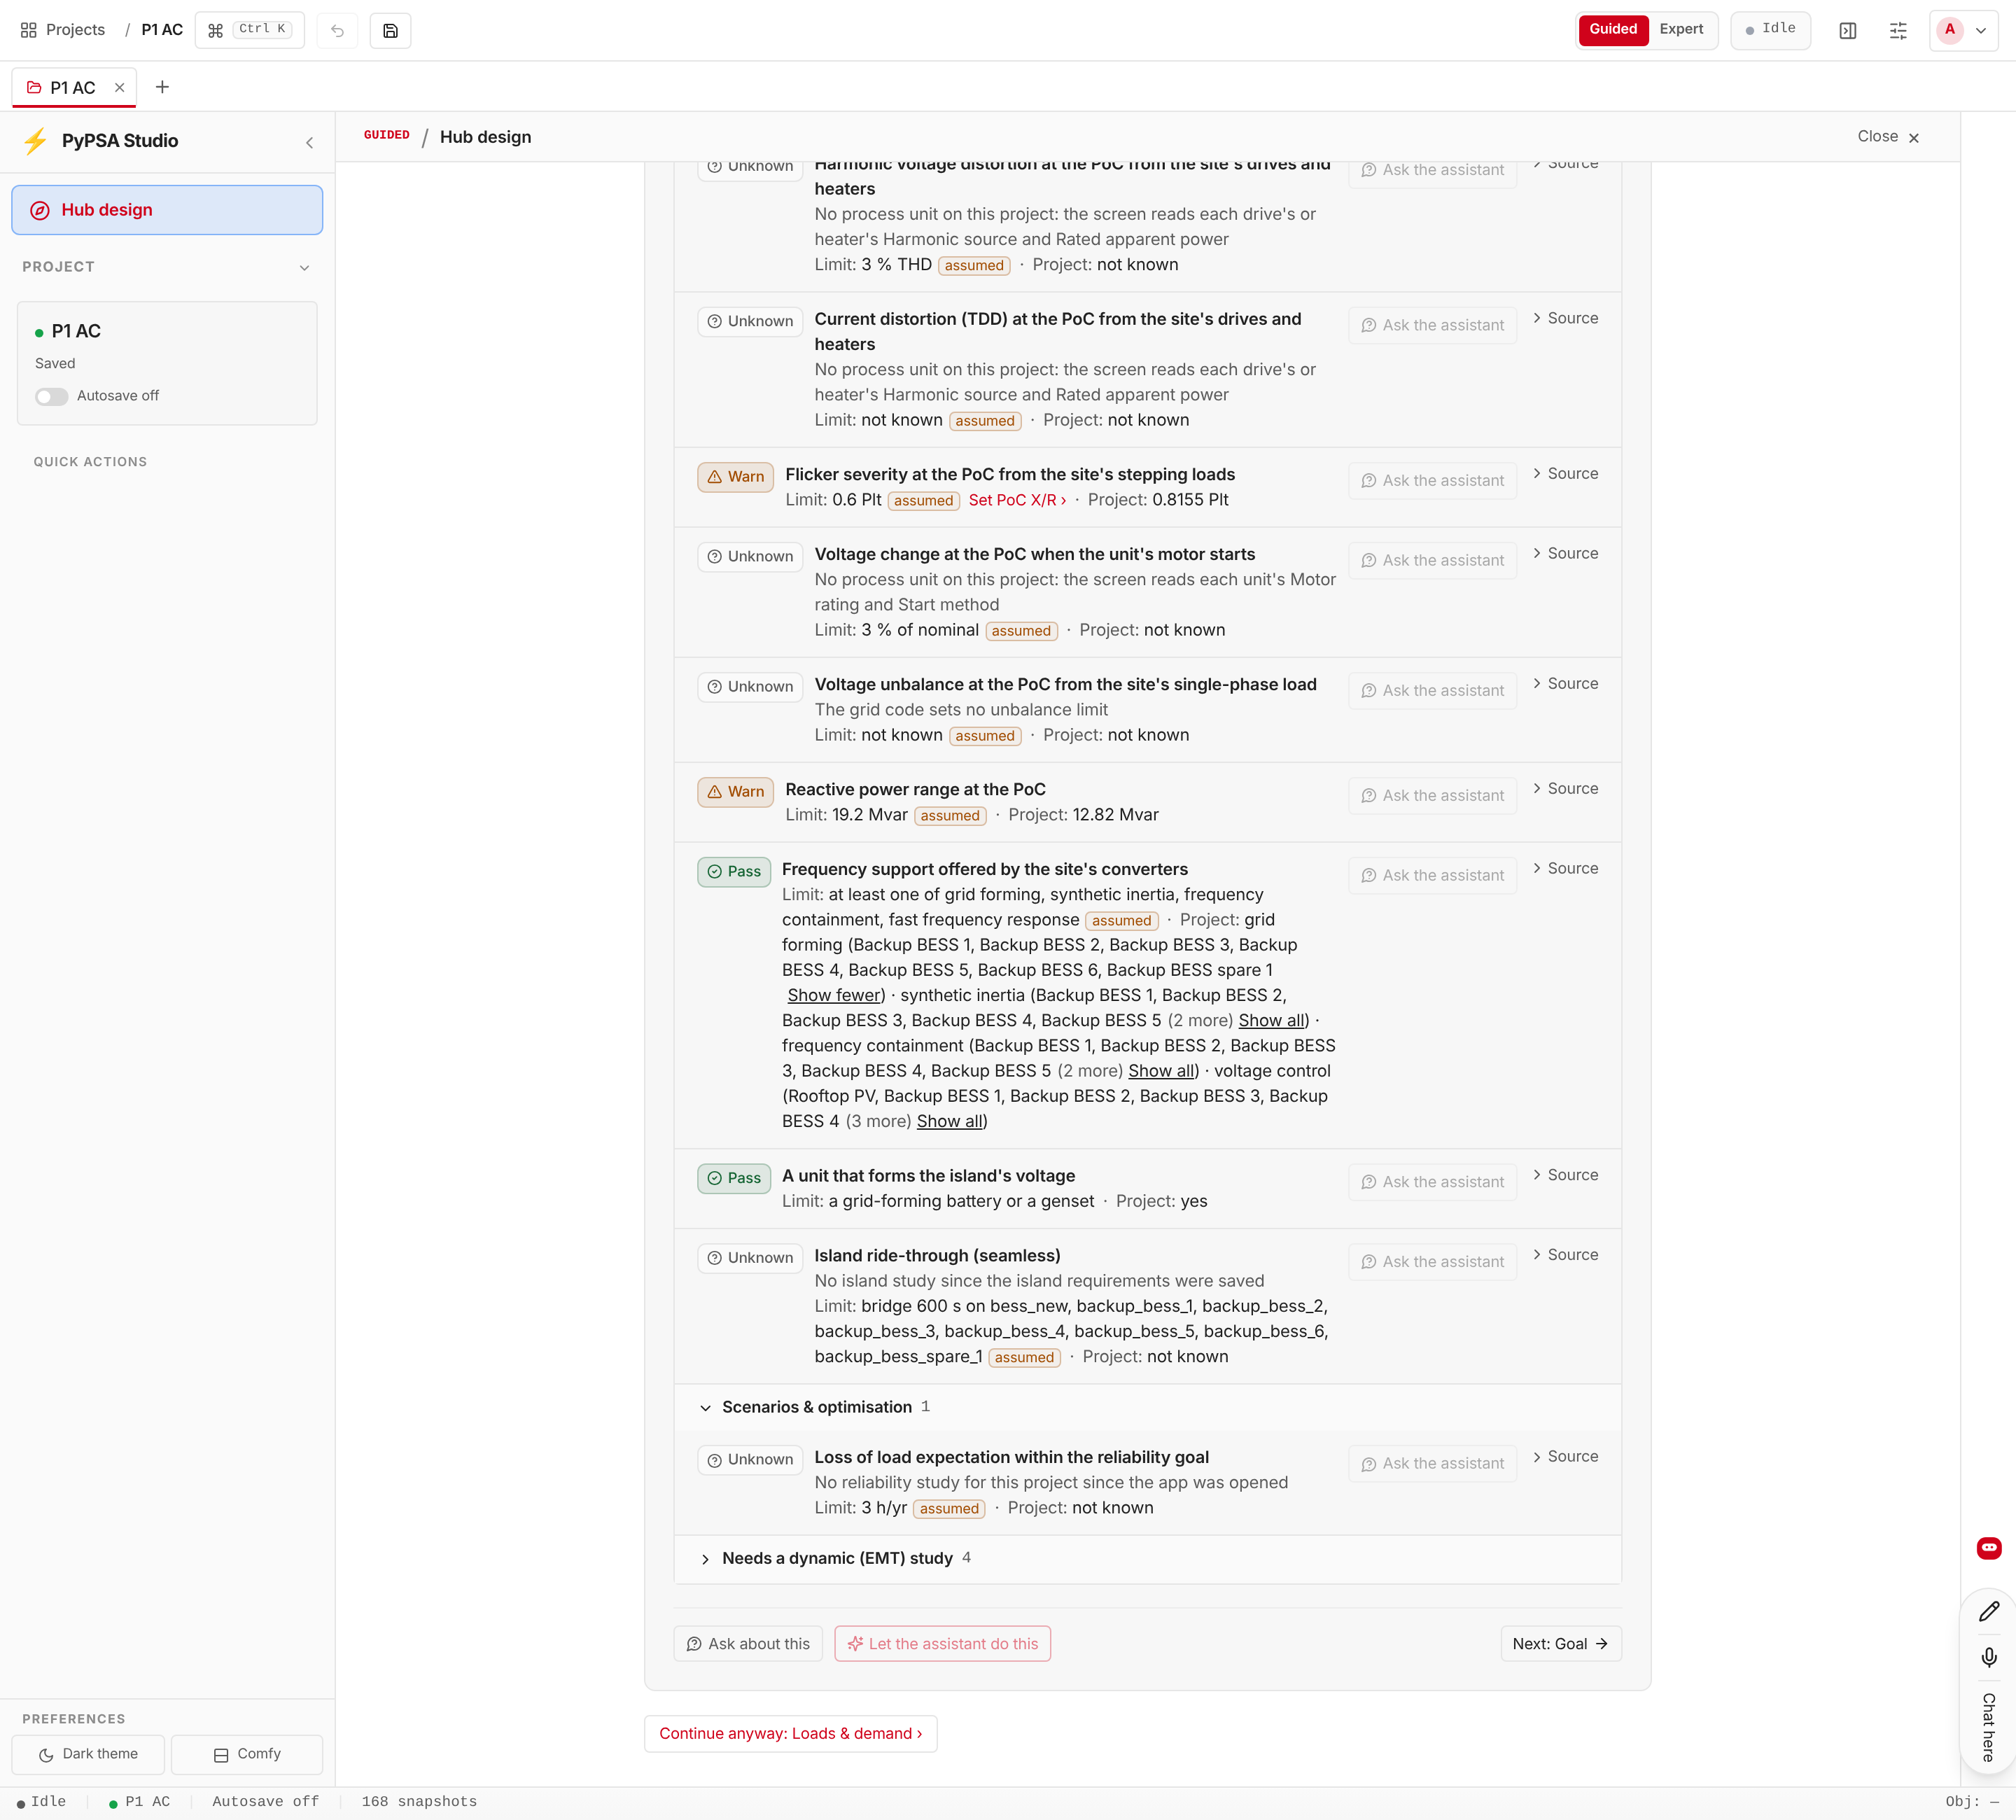 Projects / P1 AC Ctrl K Guided Expert Idle A
P1 AC
PyPSA Studio
GUIDED / Hub design Close
Hub design
PROJECT
P1 AC
Saved
Autosave off
QUICK ACTIONS
Unknown Harmonic voltage distortion at the PoC from the site's drives and Ask the assistant Source
heaters
No process unit on this project: the screen reads each drive's or
heater's Harmonic source and Rated apparent power
Limit: 3 % THD assumed · Project: not known
Unknown Current distortion (TDD) at the PoC from the site's drives and Ask the assistant Source
heaters
No process unit on this project: the screen reads each drive's or
heater's Harmonic source and Rated apparent power
Limit: not known assumed · Project: not known
Warn Flicker severity at the PoC from the site's stepping loads Ask the assistant Source
Limit: 0.6 Plt assumed Set PoC X/R › · Project: 0.8155 Plt
Unknown Voltage change at the PoC when the unit's motor starts Ask the assistant Source
No process unit on this project: the screen reads each unit's Motor
rating and Start method
Limit: 3 % of nominal assumed · Project: not known
Unknown Voltage unbalance at the PoC from the site's single-phase load Ask the assistant Source
The grid code sets no unbalance limit
Limit: not known assumed · Project: not known
Warn Reactive power range at the PoC Ask the assistant Source
Limit: 19.2 Mvar assumed · Project: 12.82 Mvar
Pass Frequency support offered by the site's converters Ask the assistant Source
Limit: at least one of grid forming, synthetic inertia, frequency
containment, fast frequency response assumed · Project: grid
forming (Backup BESS 1, Backup BESS 2, Backup BESS 3, Backup
BESS 4, Backup BESS 5, Backup BESS 6, Backup BESS spare 1
Show fewer) · synthetic inertia (Backup BESS 1, Backup BESS 2,
Backup BESS 3, Backup BESS 4, Backup BESS 5 (2 more) Show all) ·
frequency containment (Backup BESS 1, Backup BESS 2, Backup BESS
3, Backup BESS 4, Backup BESS 5 (2 more) Show all) · voltage control
(Rooftop PV, Backup BESS 1, Backup BESS 2, Backup BESS 3, Backup
BESS 4 (3 more) Show all)
Pass A unit that forms the island's voltage Ask the assistant Source
Limit: a grid-forming battery or a genset · Project: yes
Unknown Island ride-through (seamless) Ask the assistant Source
No island study since the island requirements were saved
Limit: bridge 600 s on bess_new, backup_bess_1, backup_bess_2,
backup_bess_3, backup_bess_4, backup_bess_5, backup_bess_6,
backup_bess_spare_1 assumed · Project: not known
Scenarios & optimisation 1
Unknown Loss of load expectation within the reliability goal Ask the assistant Source
No reliability study for this project since the app was opened
Limit: 3 h/yr assumed · Project: not known
Needs a dynamic (EMT) study 4
Ask about this Let the assistant do this Next: Goal →
Continue anyway: Loads & demand ›
Chat here
PREFERENCES
Dark theme Comfy
Idle P1 AC Autosave off 168 snapshots Obj: —